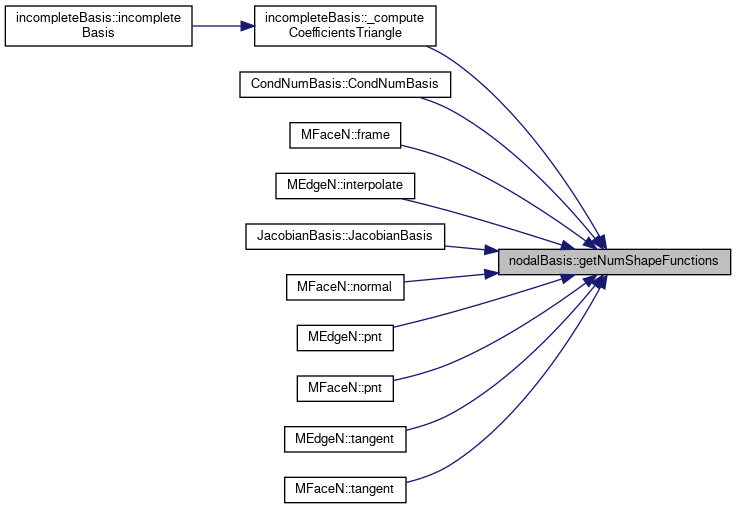 incompleteBasis::incomplete
Basis
incompleteBasis::_compute
CoefficientsTriangle
CondNumBasis::CondNumBasis
MFaceN::frame
MEdgeN::interpolate
JacobianBasis::JacobianBasis
nodalBasis::getNumShapeFunctions
MFaceN::normal
MEdgeN::pnt
MFaceN::pnt
MEdgeN::tangent
MFaceN::tangent